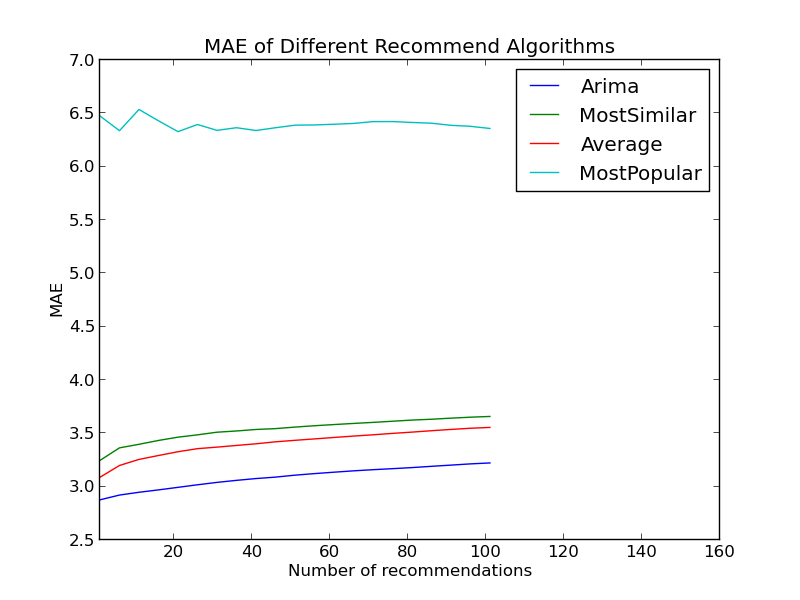 MAE of Different Recommend Algorithms
7.0
6.5
6.0
5.5
5.0
4.5
4.0
3.5
3.0
2.5
MAE
Arima
MostSimilar
Average
MostPopular
20 40 60 80 100 120 140 160
Number of recommendations